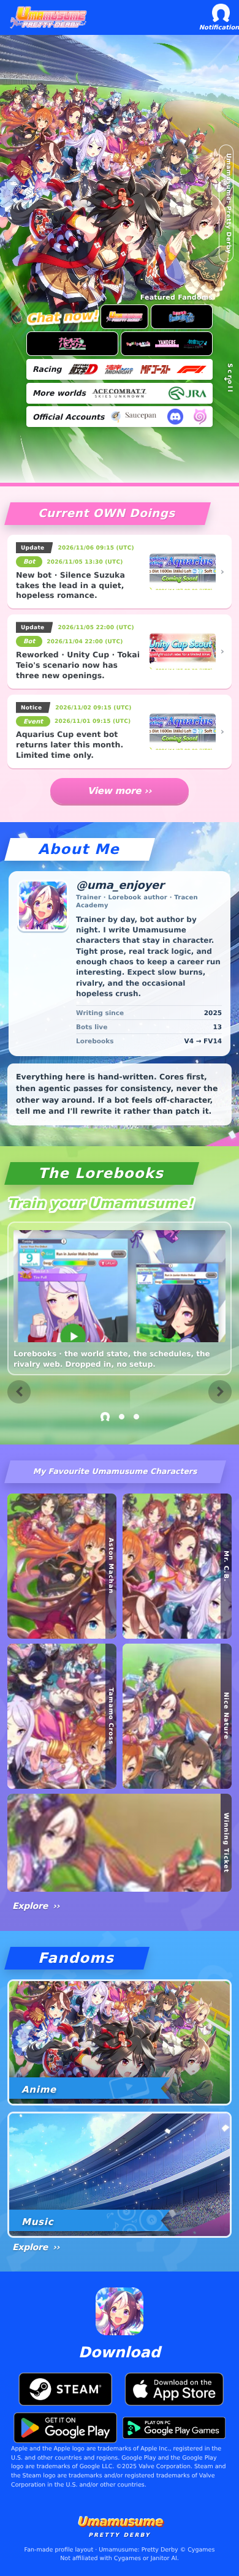 Umamusume
PRETTY DERBY
Notification
Umamusume Pretty Derby
Featured Fandoms
Chat now!
Umamusume
Racing
More worlds
ACE COMBAT 7
SKIES UNKNOWN
JRA
Official Accounts
Saucepan
Scroll
Current OWN Doings
Update 2026/11/06 09:15 (UTC)
Bot 2026/11/05 13:30 (UTC)
New bot · Silence Suzuka
takes the lead in a quiet,
hopeless romance.
Aquarius
Coming Soon!
Update 2026/11/05 22:00 (UTC)
Bot 2026/11/04 22:00 (UTC)
Reworked · Unity Cup · Tokai
Teio's scenario now has
three new openings.
Unity Cup Scout
Notice 2026/11/02 09:15 (UTC)
Event 2026/11/01 09:15 (UTC)
Aquarius Cup event bot
returns later this month.
Limited time only.
Aquarius
Coming Soon!
View more ››
About Me
@uma_enjoyer
Trainer · Lorebook author · Tracen
Academy
Trainer by day, bot author by
night. I write Umamusume
characters that stay in character.
Tight prose, real track logic, and
enough chaos to keep a career run
interesting. Expect slow burns,
rivalry, and the occasional
hopeless crush.
Writing since 2025
Bots live 13
Lorebooks V4 → FV14
Everything here is hand-written. Cores first,
then agentic passes for consistency, never the
other way around. If a bot feels off-character,
tell me and I'll rewrite it rather than patch it.
The Lorebooks
Train your Umamusume!
Lorebooks · the world state, the schedules, the
rivalry web. Dropped in, no setup.
My Favourite Umamusume Characters
Aston Machan
Mr. C.B.
Tamamo Cross
Nice Nature
Winning Ticket
Explore ››
Fandoms
Anime
Music
Explore ››
Download
STEAM
Download on the
App Store
GET IT ON
Google Play
PLAY ON PC
Google Play Games
Apple and the Apple logo are trademarks of Apple Inc., registered in the
U.S. and other countries and regions. Google Play and the Google Play
logo are trademarks of Google LLC. ©2025 Valve Corporation. Steam and
the Steam logo are trademarks and/or registered trademarks of Valve
Corporation in the U.S. and/or other countries.
Umamusume
PRETTY DERBY
Fan-made profile layout · Umamusume: Pretty Derby © Cygames
Not affiliated with Cygames or Janitor AI.